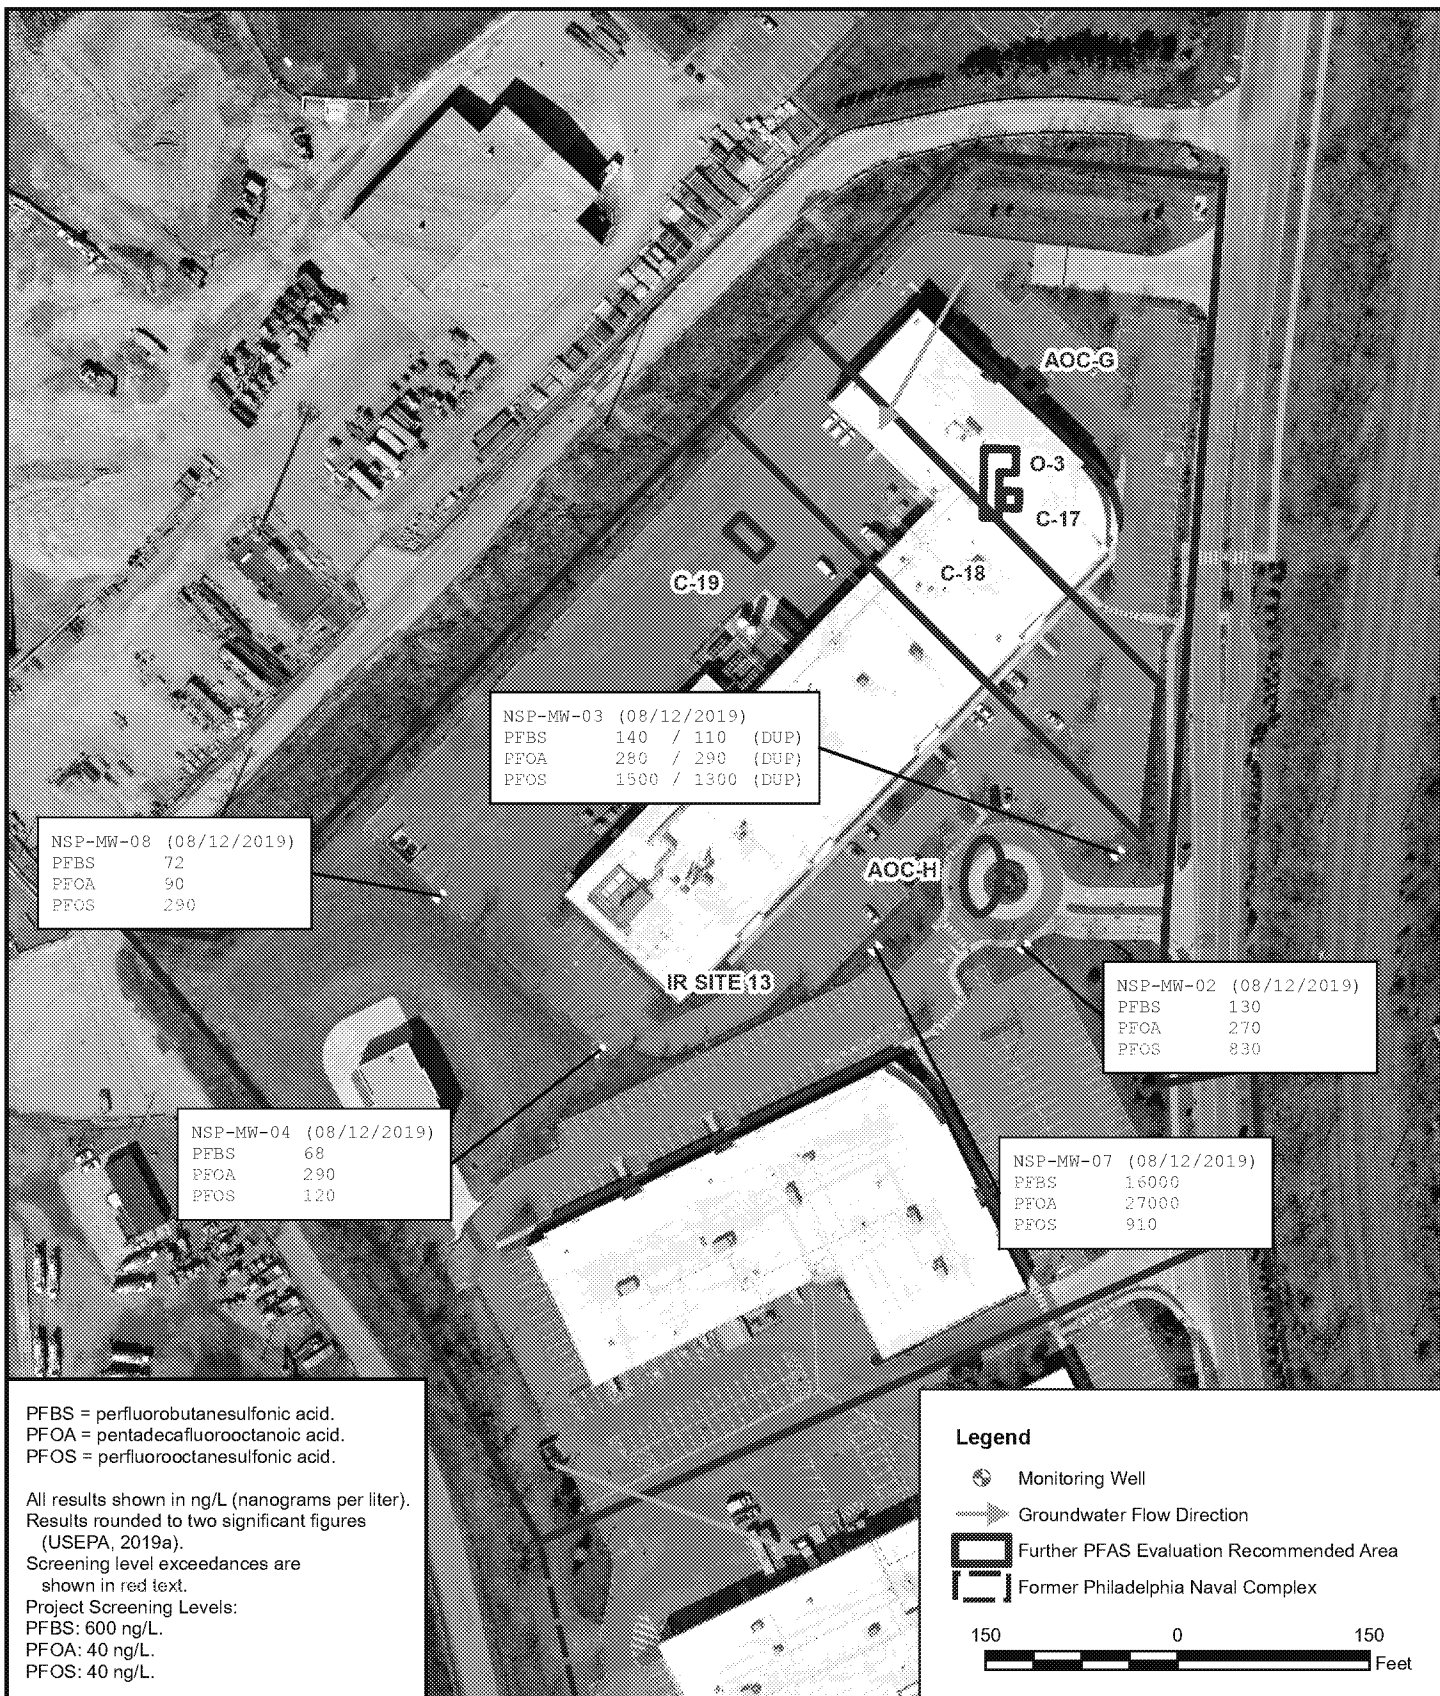 AOC-G
O-3
C-17
C-18
C-19
NSP-MW-03 (08/12/2019)
PFBS 140 / 110 (DUP)
PFOA 280 / 290 (DUP)
PFOS 1500 / 1300 (DUP)
NSP-MW-08 (08/12/2019)
PFBS 72
PFOA 90
PFOS 290
AOC-H
IR SITE 13
NSP-MW-02 (08/12/2019)
PFBS 130
PFOA 270
PFOS 830
NSP-MW-04 (08/12/2019)
PFBS 68
PFOA 290
PFOS 120
NSP-MW-07 (08/12/2019)
PFBS 16000
PFOA 27000
PFOS 910
PFBS = perfluorobutanesulfonic acid.
PFOA = pentadecafluorooctanoic acid.
PFOS = perfluorooctanesulfonic acid.
All results shown in ng/L (nanograms per liter).
Results rounded to two significant figures
(USEPA, 2019a).
Screening level exceedances are
shown in red text.
Project Screening Levels:
PFBS: 600 ng/L.
PFOA: 40 ng/L.
PFOS: 40 ng/L.
Legend
Monitoring Well
Groundwater Flow Direction
Further PFAS Evaluation Recommended Area
Former Philadelphia Naval Complex
150 0 150
Feet